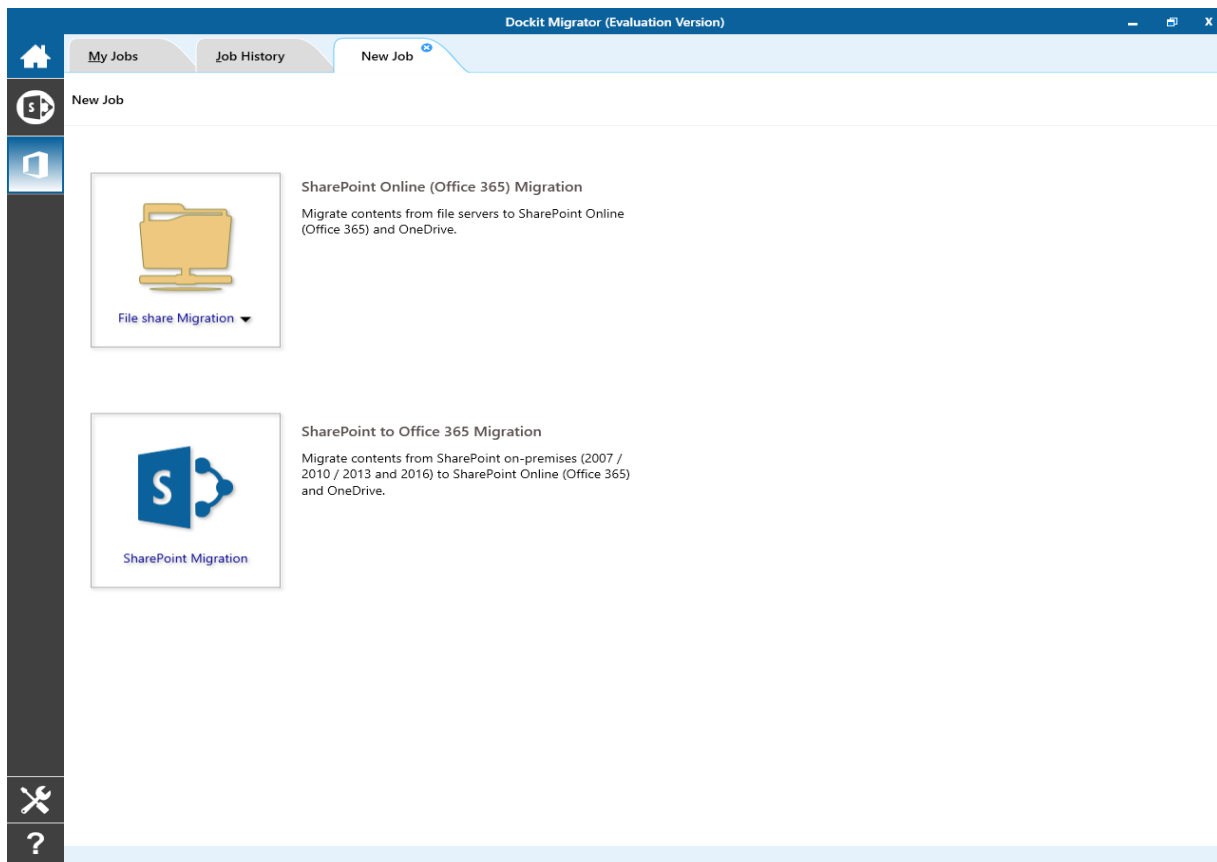 Dockit Migrator (Evaluation Version)
X
My Jobs
Job History
New Job
New Job
S
SharePoint Online (Office 365) Migration
Migrate contents from file servers to SharePoint Online
(Office 365) and OneDrive.
File share Migration
SharePoint to Office 365 Migration
Migrate contents from SharePoint on-premises (2007 /
2010 / 2013 and 2016) to SharePoint Online (Office 365)
and OneDrive.
S
SharePoint Migration
?